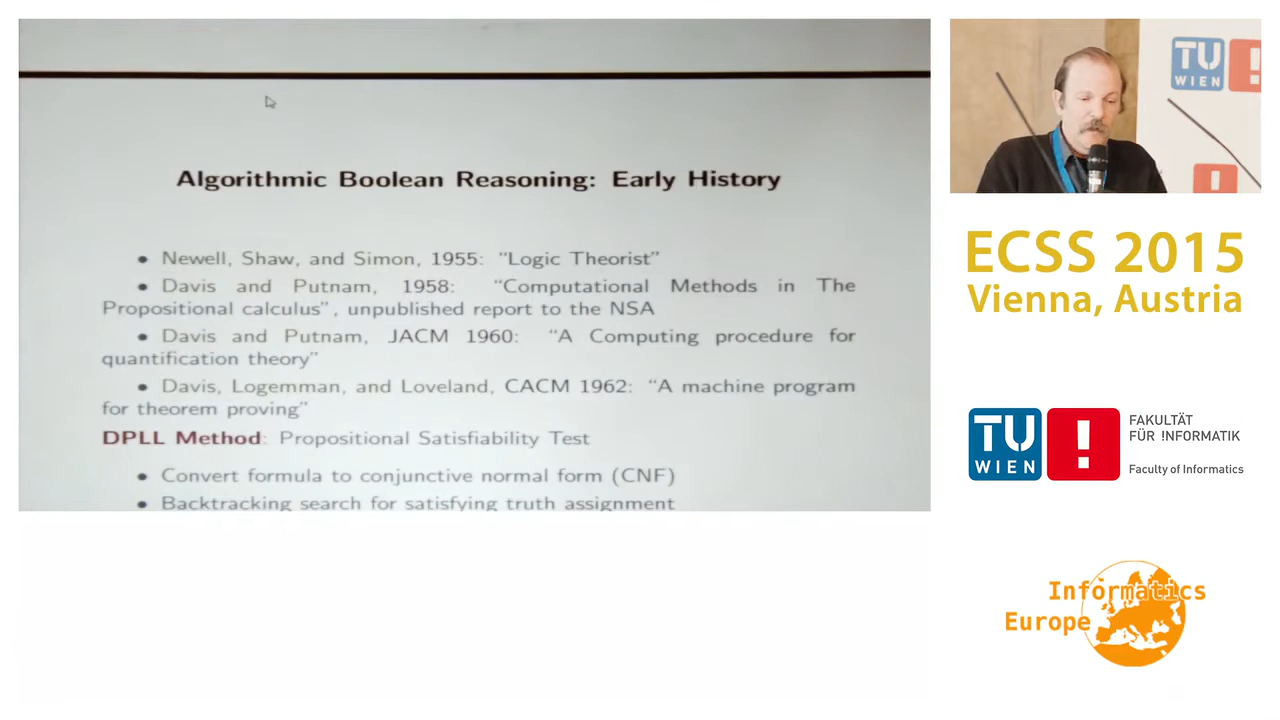 Algorithmic Boolean Reasoning: Early History
• Newell, Shaw, and Simon, 1955: “Logic Theorist”
• Davis and Putnam, 1958: “Computational Methods in The
Propositional calculus”, unpublished report to the NSA
• Davis and Putnam, JACM 1960: “A Computing procedure for
quantification theory”
• Davis, Logemman, and Loveland, CACM 1962: “A machine program
for theorem proving”
DPLL Method: Propositional Satisfiability Test
• Convert formula to conjunctive normal form (CNF)
• Backtracking search for satisfying truth assignment
TU
WIEN
!
ECSS 2015
Vienna, Austria
TU
WIEN
!
FAKULTÄT
FÜR !NFORMATIK
Faculty of Informatics
Informatics
Europe